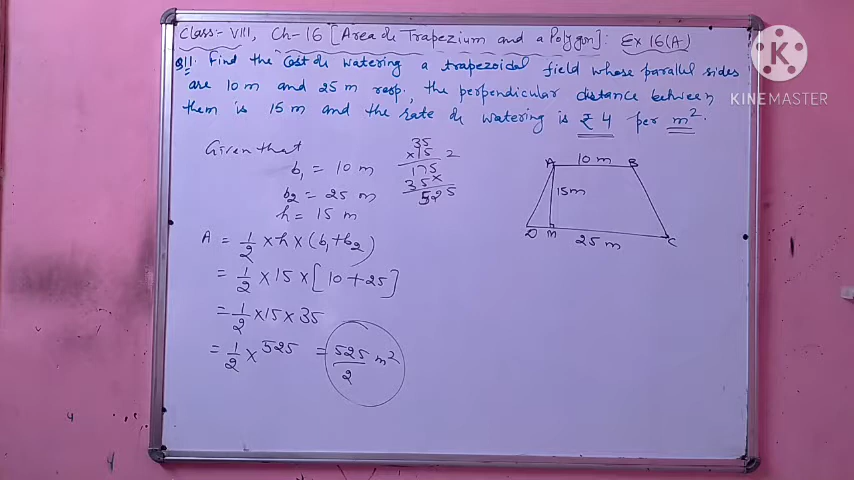 Class- VIII, Ch-16 [Area of Trapezium and a Polygon]: Ex 16(A)
Q11. Find the Cost of watering a trapezoidal field whose parallel sides
are 10 m and 25 m resp., the perpendicular distance between
them is 15 m and the rate of watering is ₹ 4 per m².
KINEMASTER
Given that
b₁ = 10 m
b₂ = 25 m
h = 15 m
35
×15
2
175
35×
525
A = 1/2 × h × (b₁+b₂)
= 1/2 × 15 × [10+25]
= 1/2 × 15 × 35
= 1/2 × 525 = 525/2 m²
A 10 m B
15m
D M 25 m C